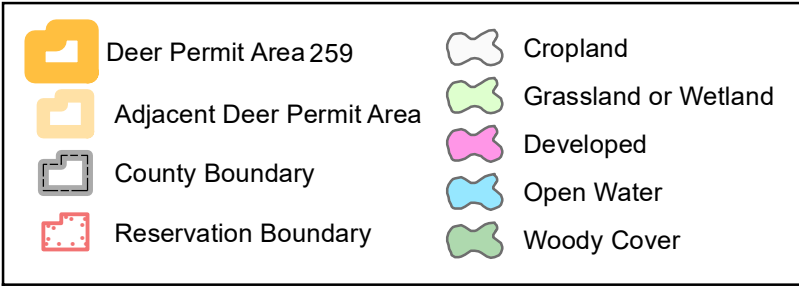 Deer Permit Area 259
Adjacent Deer Permit Area
County Boundary
Reservation Boundary
Cropland
Grassland or Wetland
Developed
Open Water
Woody Cover